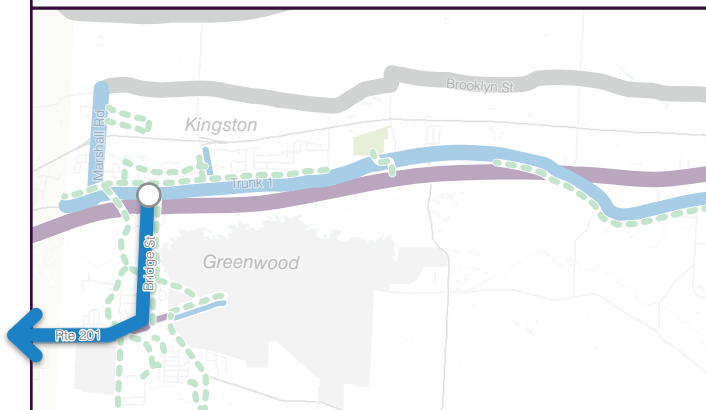 Brooklyn St
Marshall Rd
Kingston
Trunk 1
Bridge St
Greenwood
Rte 201